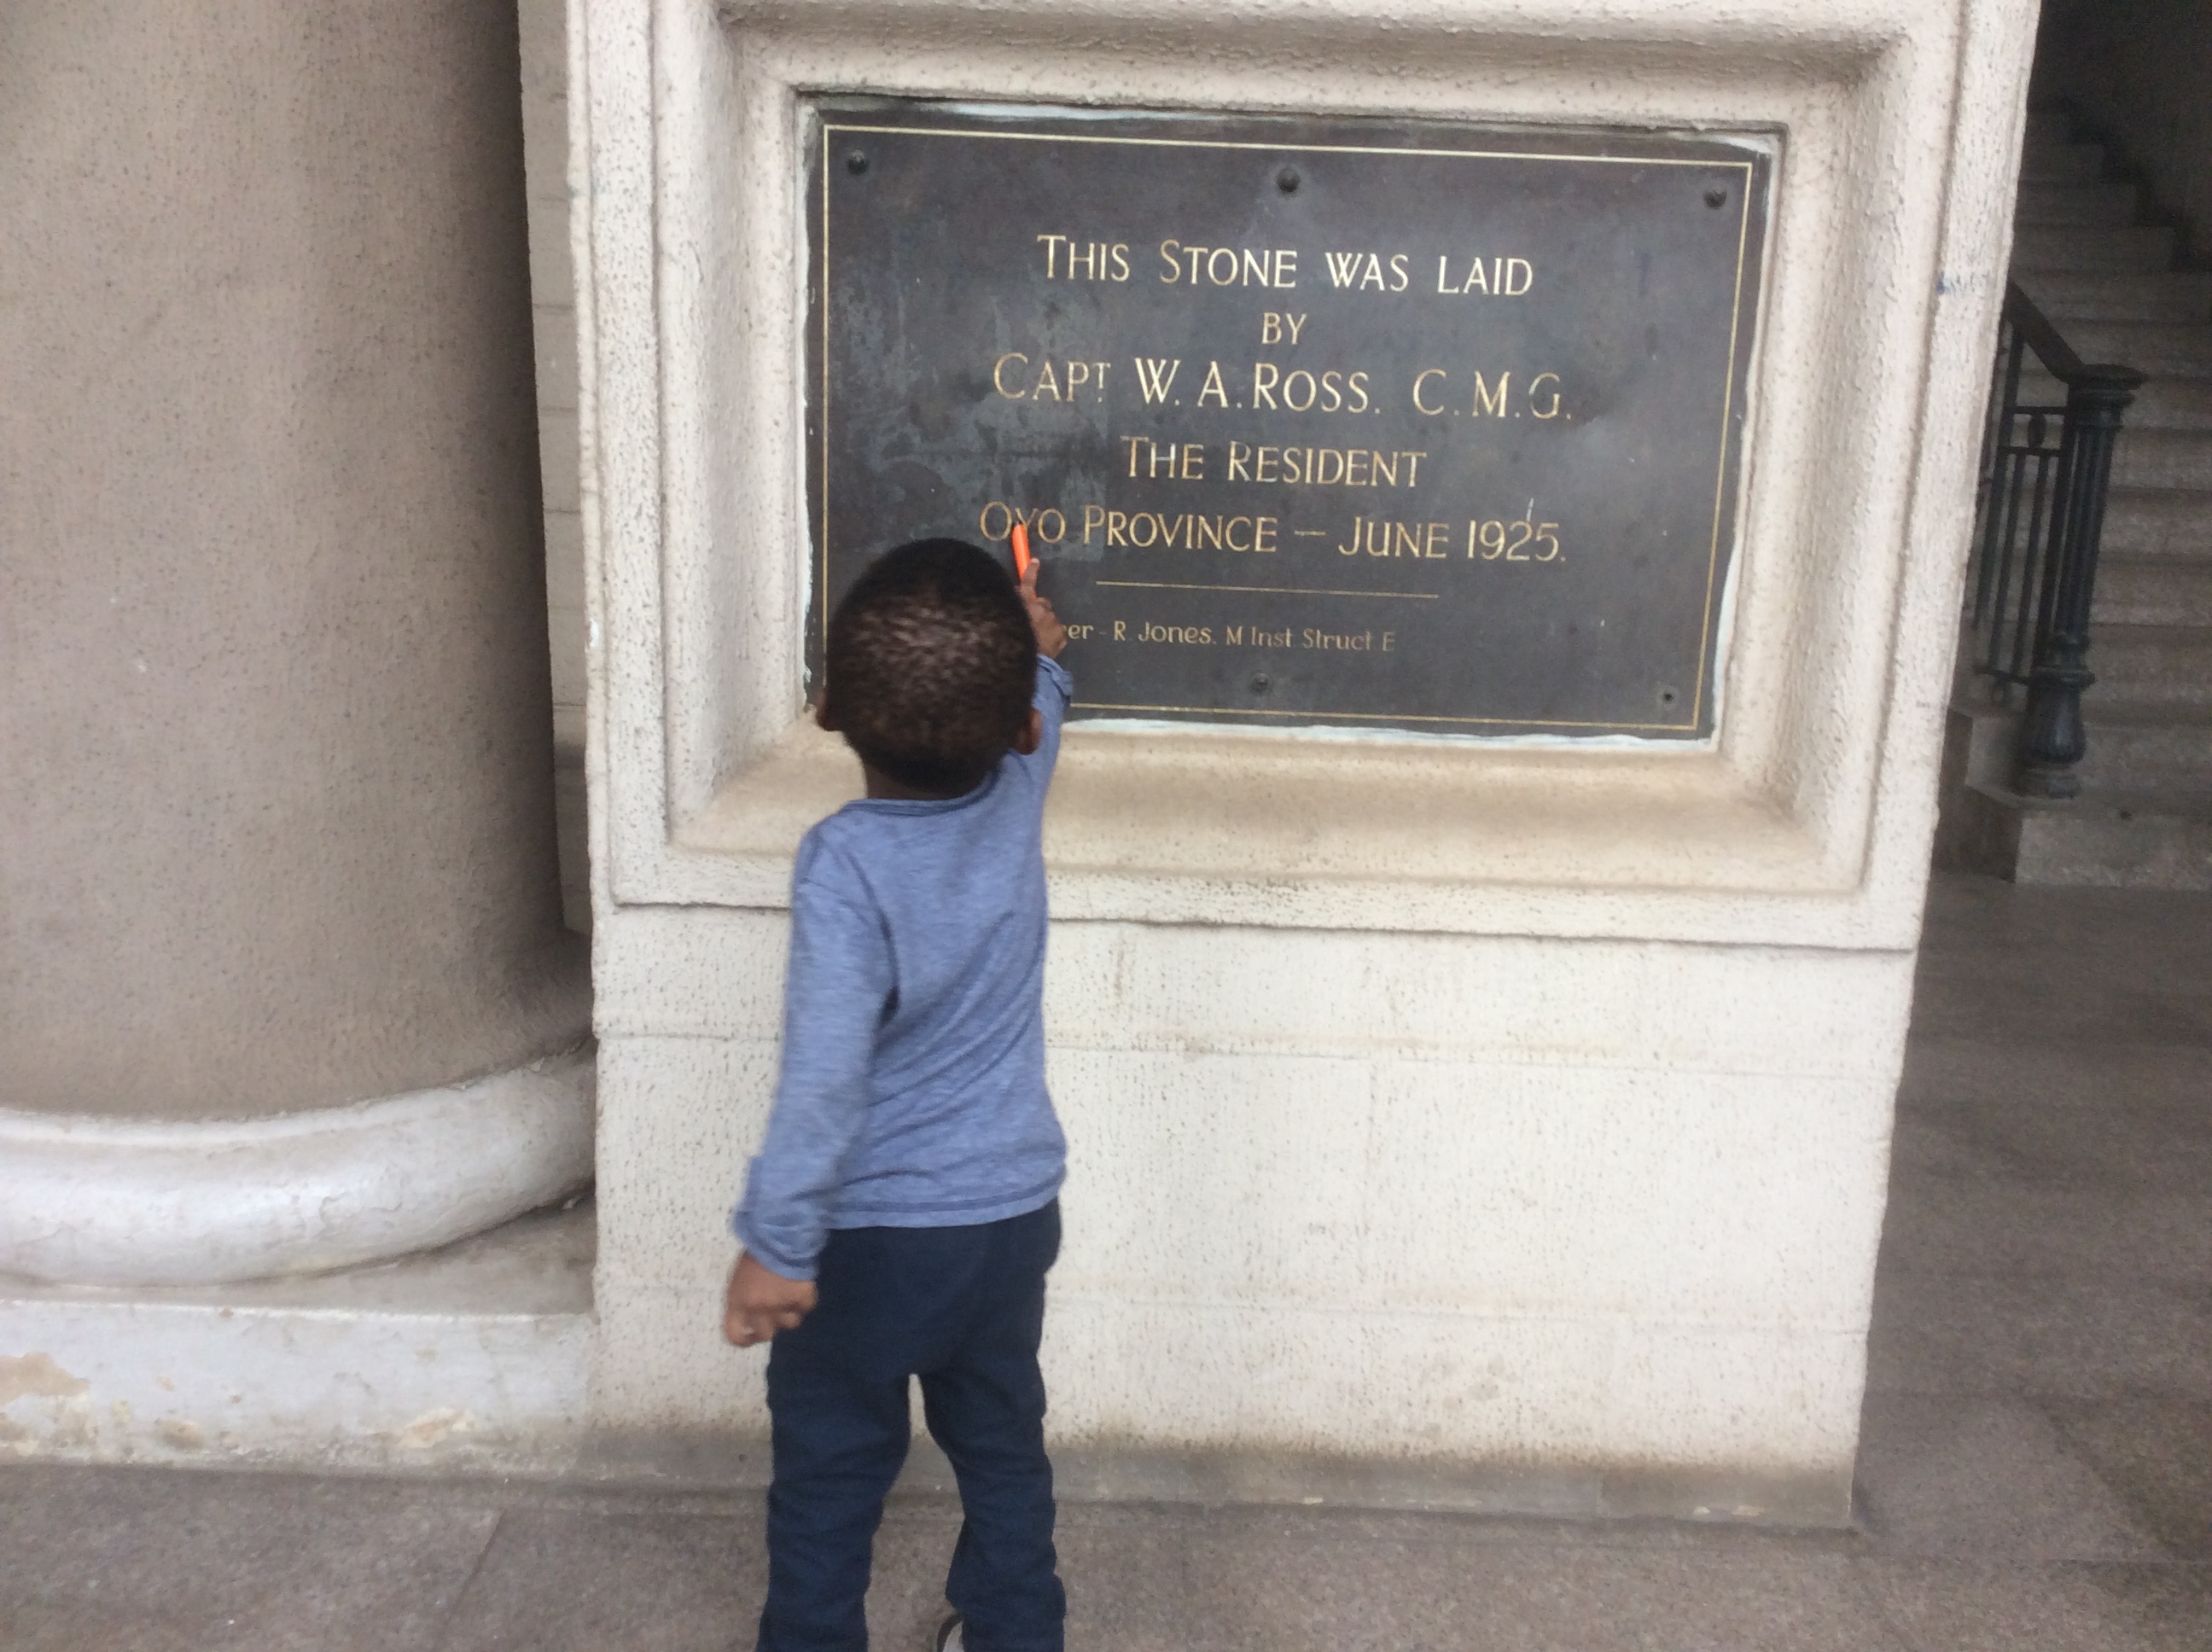 THIS STONE WAS LAID
BY
CAPT W. A. ROSS. C.M.G.
THE RESIDENT
OYO PROVINCE — JUNE 1925.
R. Jones. M Inst Struct E